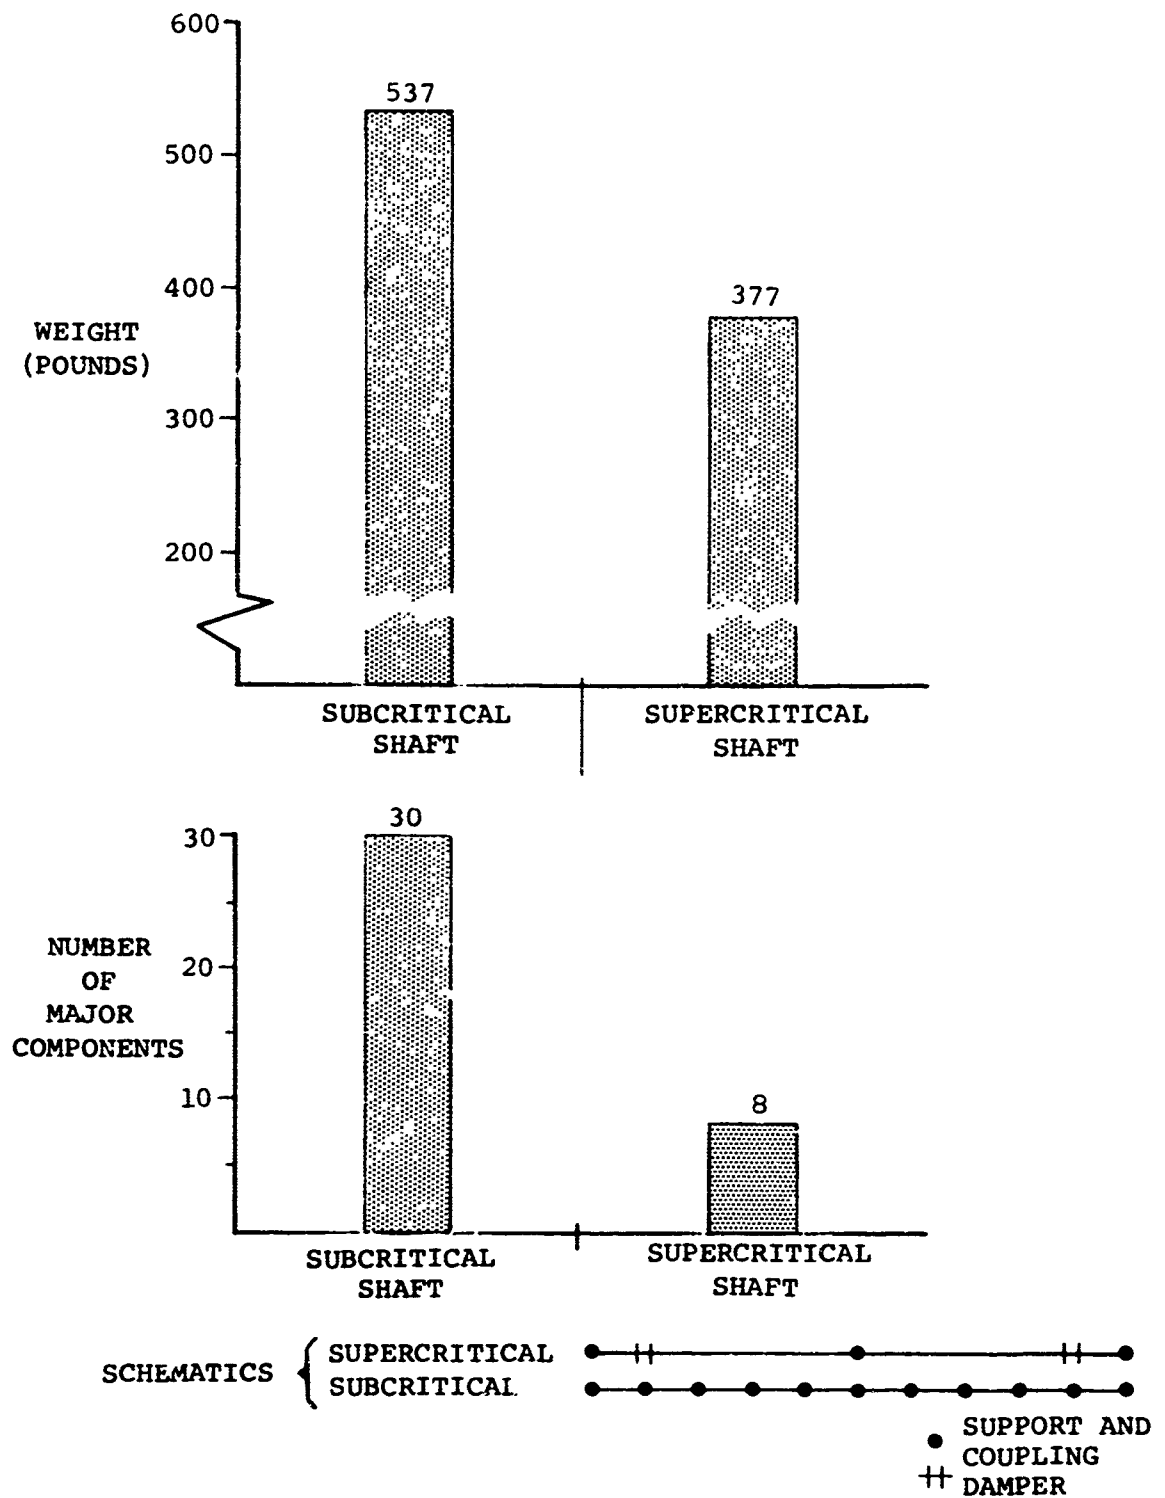 600
537
500
400
377
WEIGHT
(POUNDS)
300
200
SUBCRITICAL
SHAFT
SUPERCRITICAL
SHAFT
30
30
NUMBER
OF
MAJOR
COMPONENTS
20
10
8
SUBCRITICAL
SHAFT
SUPERCRITICAL
SHAFT
SCHEMATICS
SUPERCRITICAL
SUBCRITICAL
SUPPORT AND
COUPLING
DAMPER